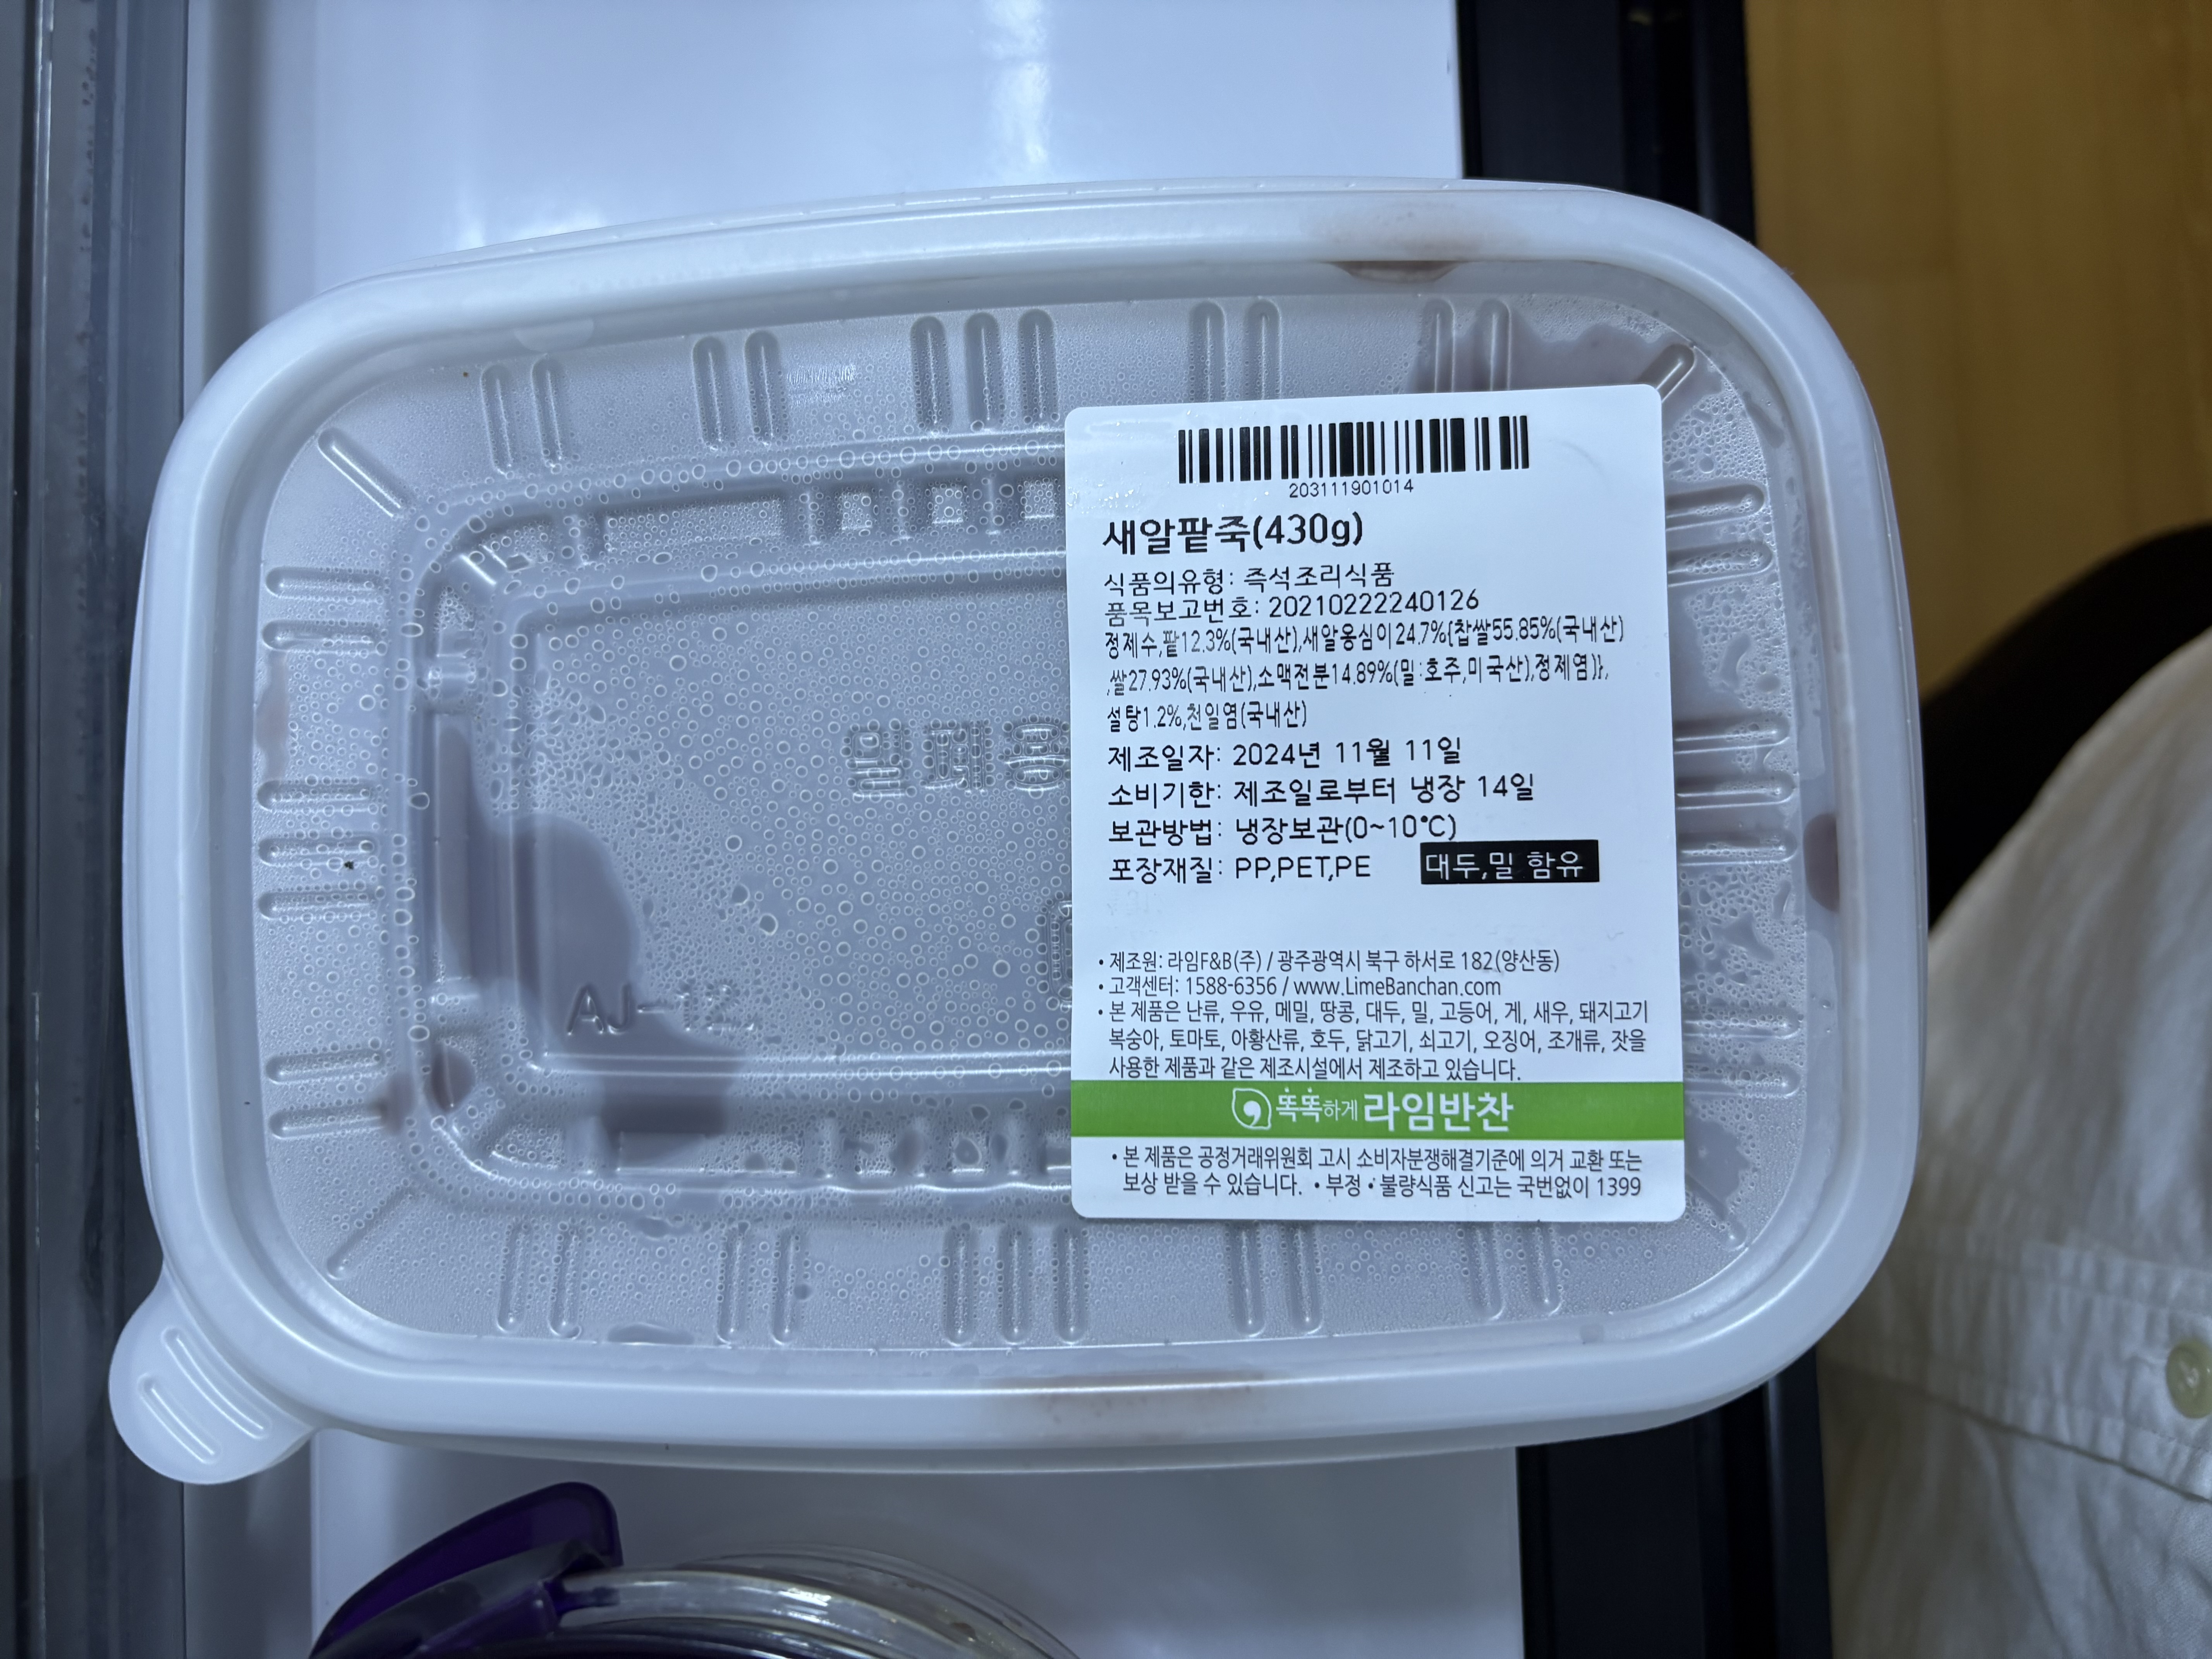 203111901014
새알팥죽(430g)
식품의유형: 즉석조리식품
품목보고번호: 20210222240126
정제수,팥12.3%(국내산),새알옹심이24.7%{찹쌀55.85%(국내산)
,쌀27.93%(국내산),소맥전분14.89%(밀:호주,미국산),정제염)},
설탕1.2%,천일염(국내산)
제조일자: 2024년 11월 11일
소비기한: 제조일로부터 냉장 14일
보관방법: 냉장보관(0~10℃)
포장재질: PP,PET,PE 대두,밀 함유
• 제조원: 라임F&B(주) / 광주광역시 북구 하서로 182(양산동)
• 고객센터: 1588-6356 / www.LimeBanchan.com
• 본 제품은 난류, 우유, 메밀, 땅콩, 대두, 밀, 고등어, 게, 새우, 돼지고기
복숭아, 토마토, 아황산류, 호두, 닭고기, 쇠고기, 오징어, 조개류, 잣을
사용한 제품과 같은 제조시설에서 제조하고 있습니다.
똑똑하게 라임반찬
• 본 제품은 공정거래위원회 고시 소비자분쟁해결기준에 의거 교환 또는
보상 받을 수 있습니다. • 부정 • 불량식품 신고는 국번없이 1399
AJ-12